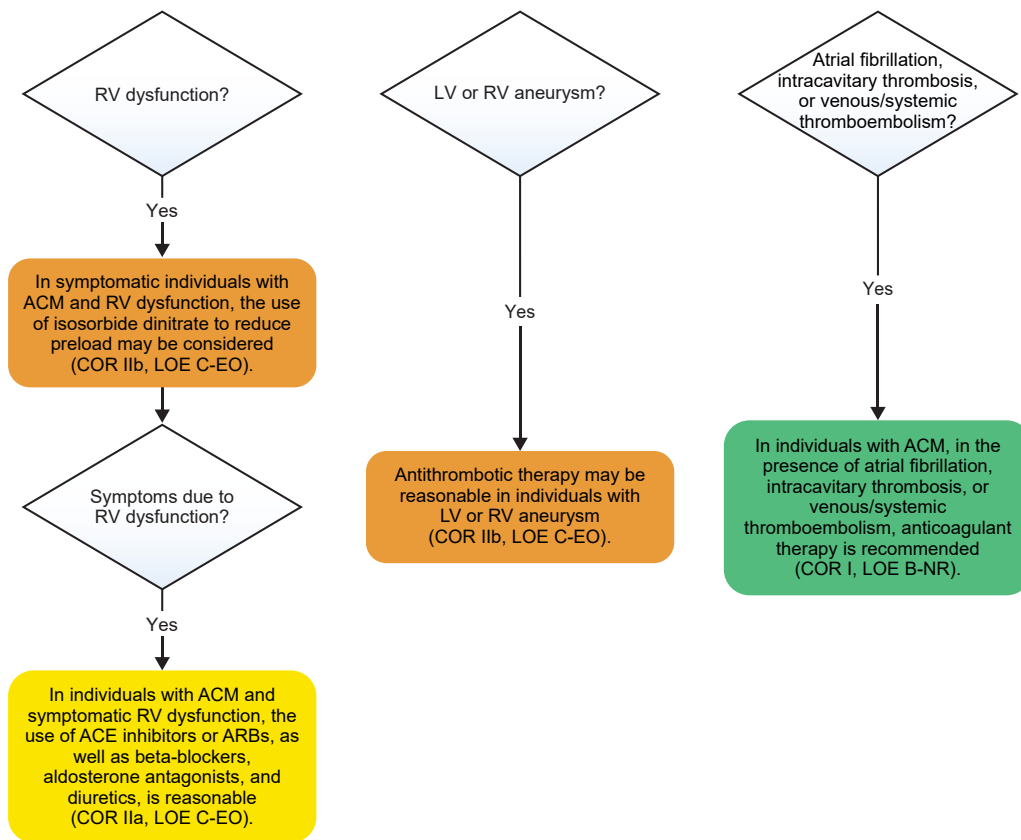 RV dysfunction?
Yes
In symptomatic individuals with
ACM and RV dysfunction, the use
of isosorbide dinitrate to reduce
preload may be considered
(COR IIb, LOE C-EO).
Symptoms due to
RV dysfunction?
Yes
In individuals with ACM and
symptomatic RV dysfunction, the
use of ACE inhibitors or ARBs, as
well as beta-blockers,
aldosterone antagonists, and
diuretics, is reasonable
(COR IIa, LOE C-EO).
LV or RV aneurysm?
Yes
Antithrombotic therapy may be
reasonable in individuals with
LV or RV aneurysm
(COR IIb, LOE C-EO).
Atrial fibrillation,
intracavitary thrombosis,
or venous/systemic
thromboembolism?
Yes
In individuals with ACM, in the
presence of atrial fibrillation,
intracavitary thrombosis, or
venous/systemic
thromboembolism, anticoagulant
therapy is recommended
(COR I, LOE B-NR).